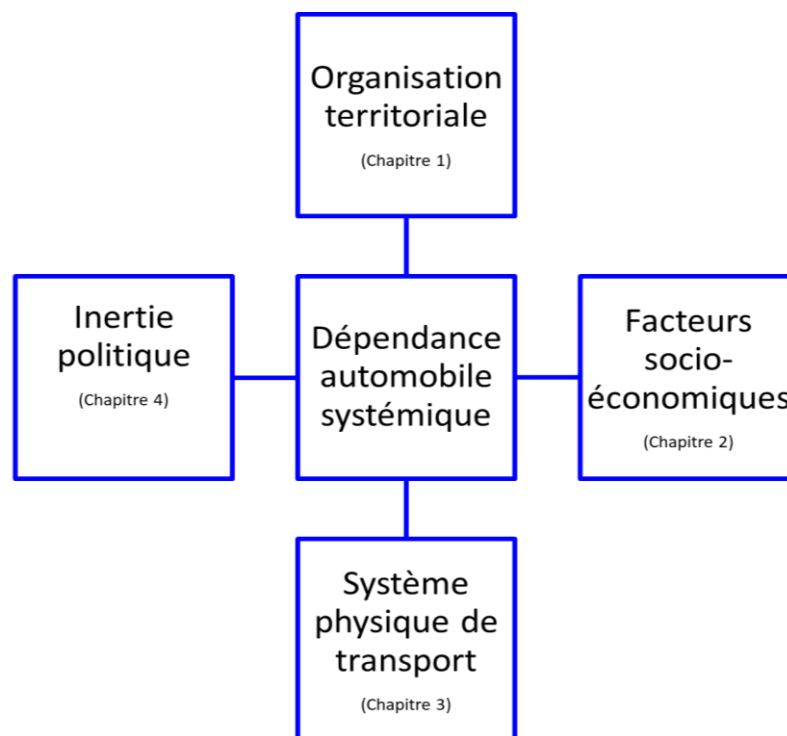 Organisation
territoriale
(Chapitre 1)
Inertie
politique
(Chapitre 4)
Dépendance
automobile
systémique
Facteurs
socio-
économiques
(Chapitre 2)
Système
physique de
transport
(Chapitre 3)